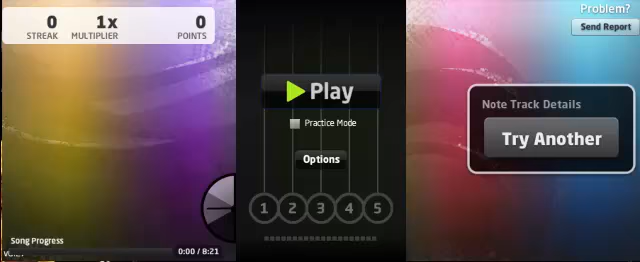 0 1x 0
STREAK MULTIPLIER POINTS
Song Progress
0:00 / 8:21
Play
Practice Mode
Options
1 2 3 4 5
Problem?
Send Report
Note Track Details
Try Another